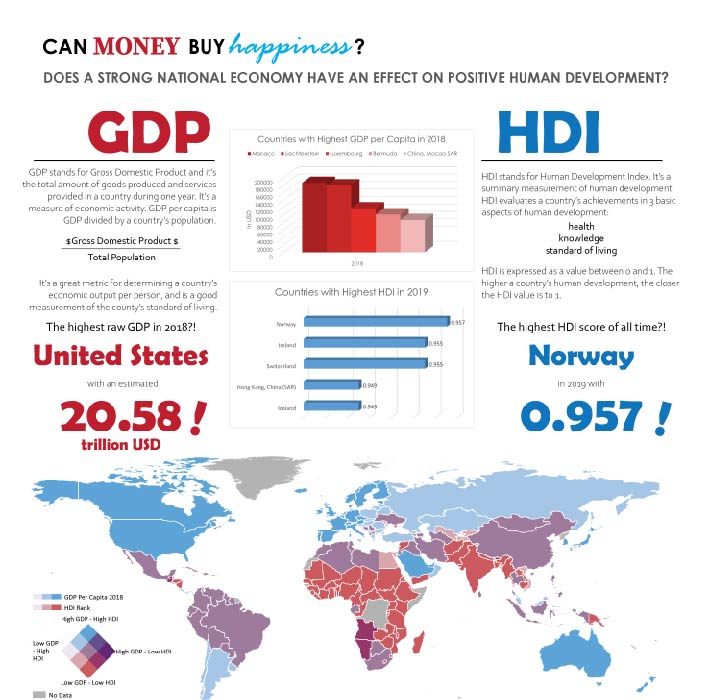 CAN MONEY BUY happiness?
DOES A STRONG NATIONAL ECONOMY HAVE AN EFFECT ON POSITIVE HUMAN DEVELOPMENT?
GDP
GDP stands for Gross Domestic Product and it's
the total amount of goods produced and services
provided in a country during one year. It's a
measure of economic activity. GDP per capita is
GDP divided by a country's population.
$Gross Domestic Product $
Total Population
It's a great metric for determining a country's
economic output per person, and is a good
measurement of the county's standard of living.
The highest raw GDP in 2018?!
United States
with an estimated
20.58!
trillion USD
Countries with Highest GDP per Capita in 2018
Monaco Liechtenstein Luxembourg Bermuda China, Macao SAR
In USD
200000
180000
160000
140000
120000
100000
80000
60000
40000
20000
0
2018
Countries with Highest HDI in 2019
Norway 0.957
Ireland 0.955
Switzerland 0.955
Hong Kong, China(SAR) 0.949
Iceland 0.949
HDI
HDI stands for Human Development Index. It's a
summary measurement of human development
HDI evaluates a country's achievements in 3 basic
aspects of human development:
health
knowledge
standard of living
HDI is expressed as a value between 0 and 1. The
higher a country's human development, the closer
the HDI value is to 1.
The highest HDI score of all time?!
Norway
in 2019 with
0.957 !
GDP Per Capita 2018
HDI Rank
High GDP - High HDI
Low GDP
- High
HDI
High GDP - Low HDI
Low GDP - Low HDI
No Data